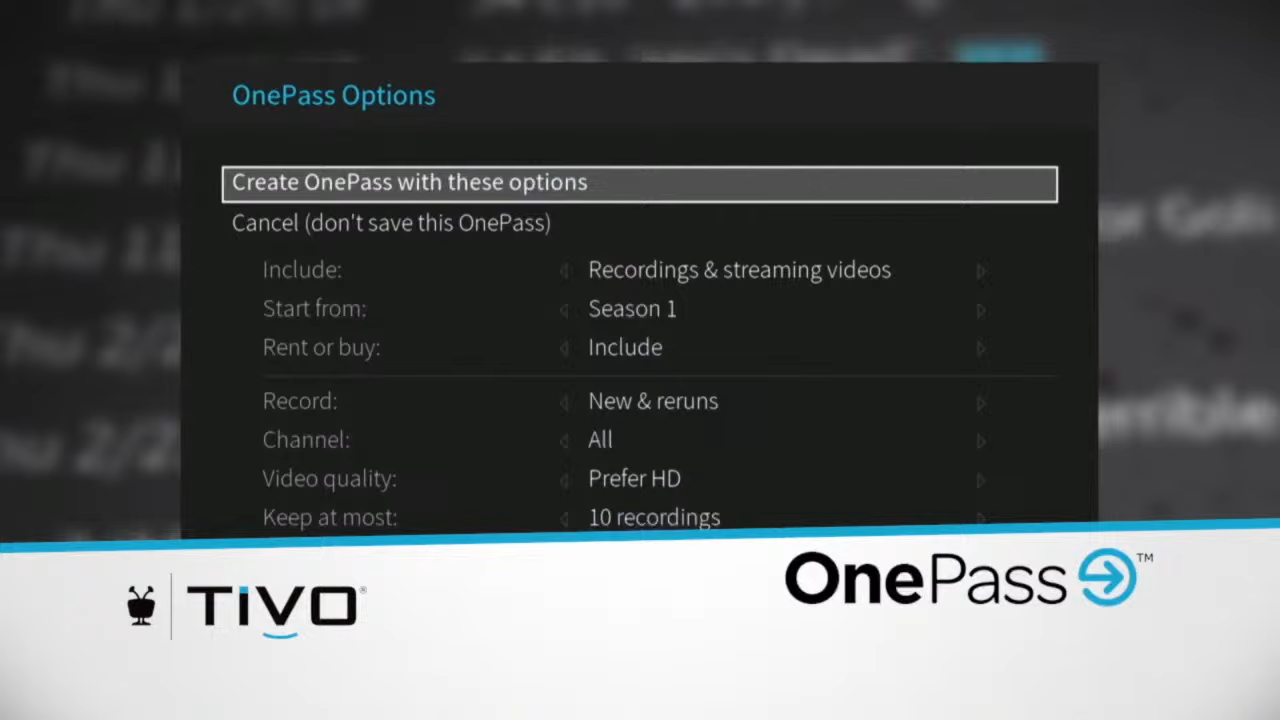 OnePass Options
Create OnePass with these options
Cancel (don't save this OnePass)
Include: Recordings & streaming videos
Start from: Season 1
Rent or buy: Include
Record: New & reruns
Channel: All
Video quality: Prefer HD
Keep at most: 10 recordings
TiVo®
OnePass™